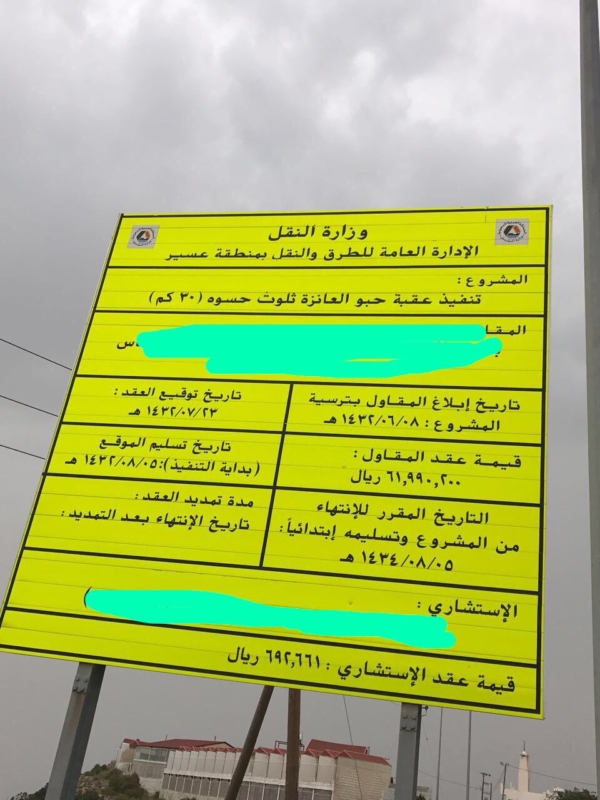 وزارة النقل
الإدارة العامة للطرق والنقل بمنطقة عسير
المشروع :
تنفيذ عقبة حبو العانزة ثلوث حسوه (٣٠ كم)
تاريخ إبلاغ المقاول بترسية
المشروع : ١٤٣٢/٠٦/٠٨ هـ
تاريخ توقيع العقد :
١٤٣٢/٠٧/٢٣ هـ
قيمة عقد المقاول :
٦١,٩٩٠,٢٠٠ ريال
تاريخ تسليم الموقع
(بداية التنفيذ):١٤٣٢/٠٨/٠٥ هـ
التاريخ المقرر للإنتهاء
من المشروع وتسليمه إبتدائياً:
١٤٣٤/٠٨/٠٥ هـ
مدة تمديد العقد :
تاريخ الإنتهاء بعد التمديد :
الإستشاري :
قيمة عقد الإستشاري : ٦٩٢,٦٦١ ريال